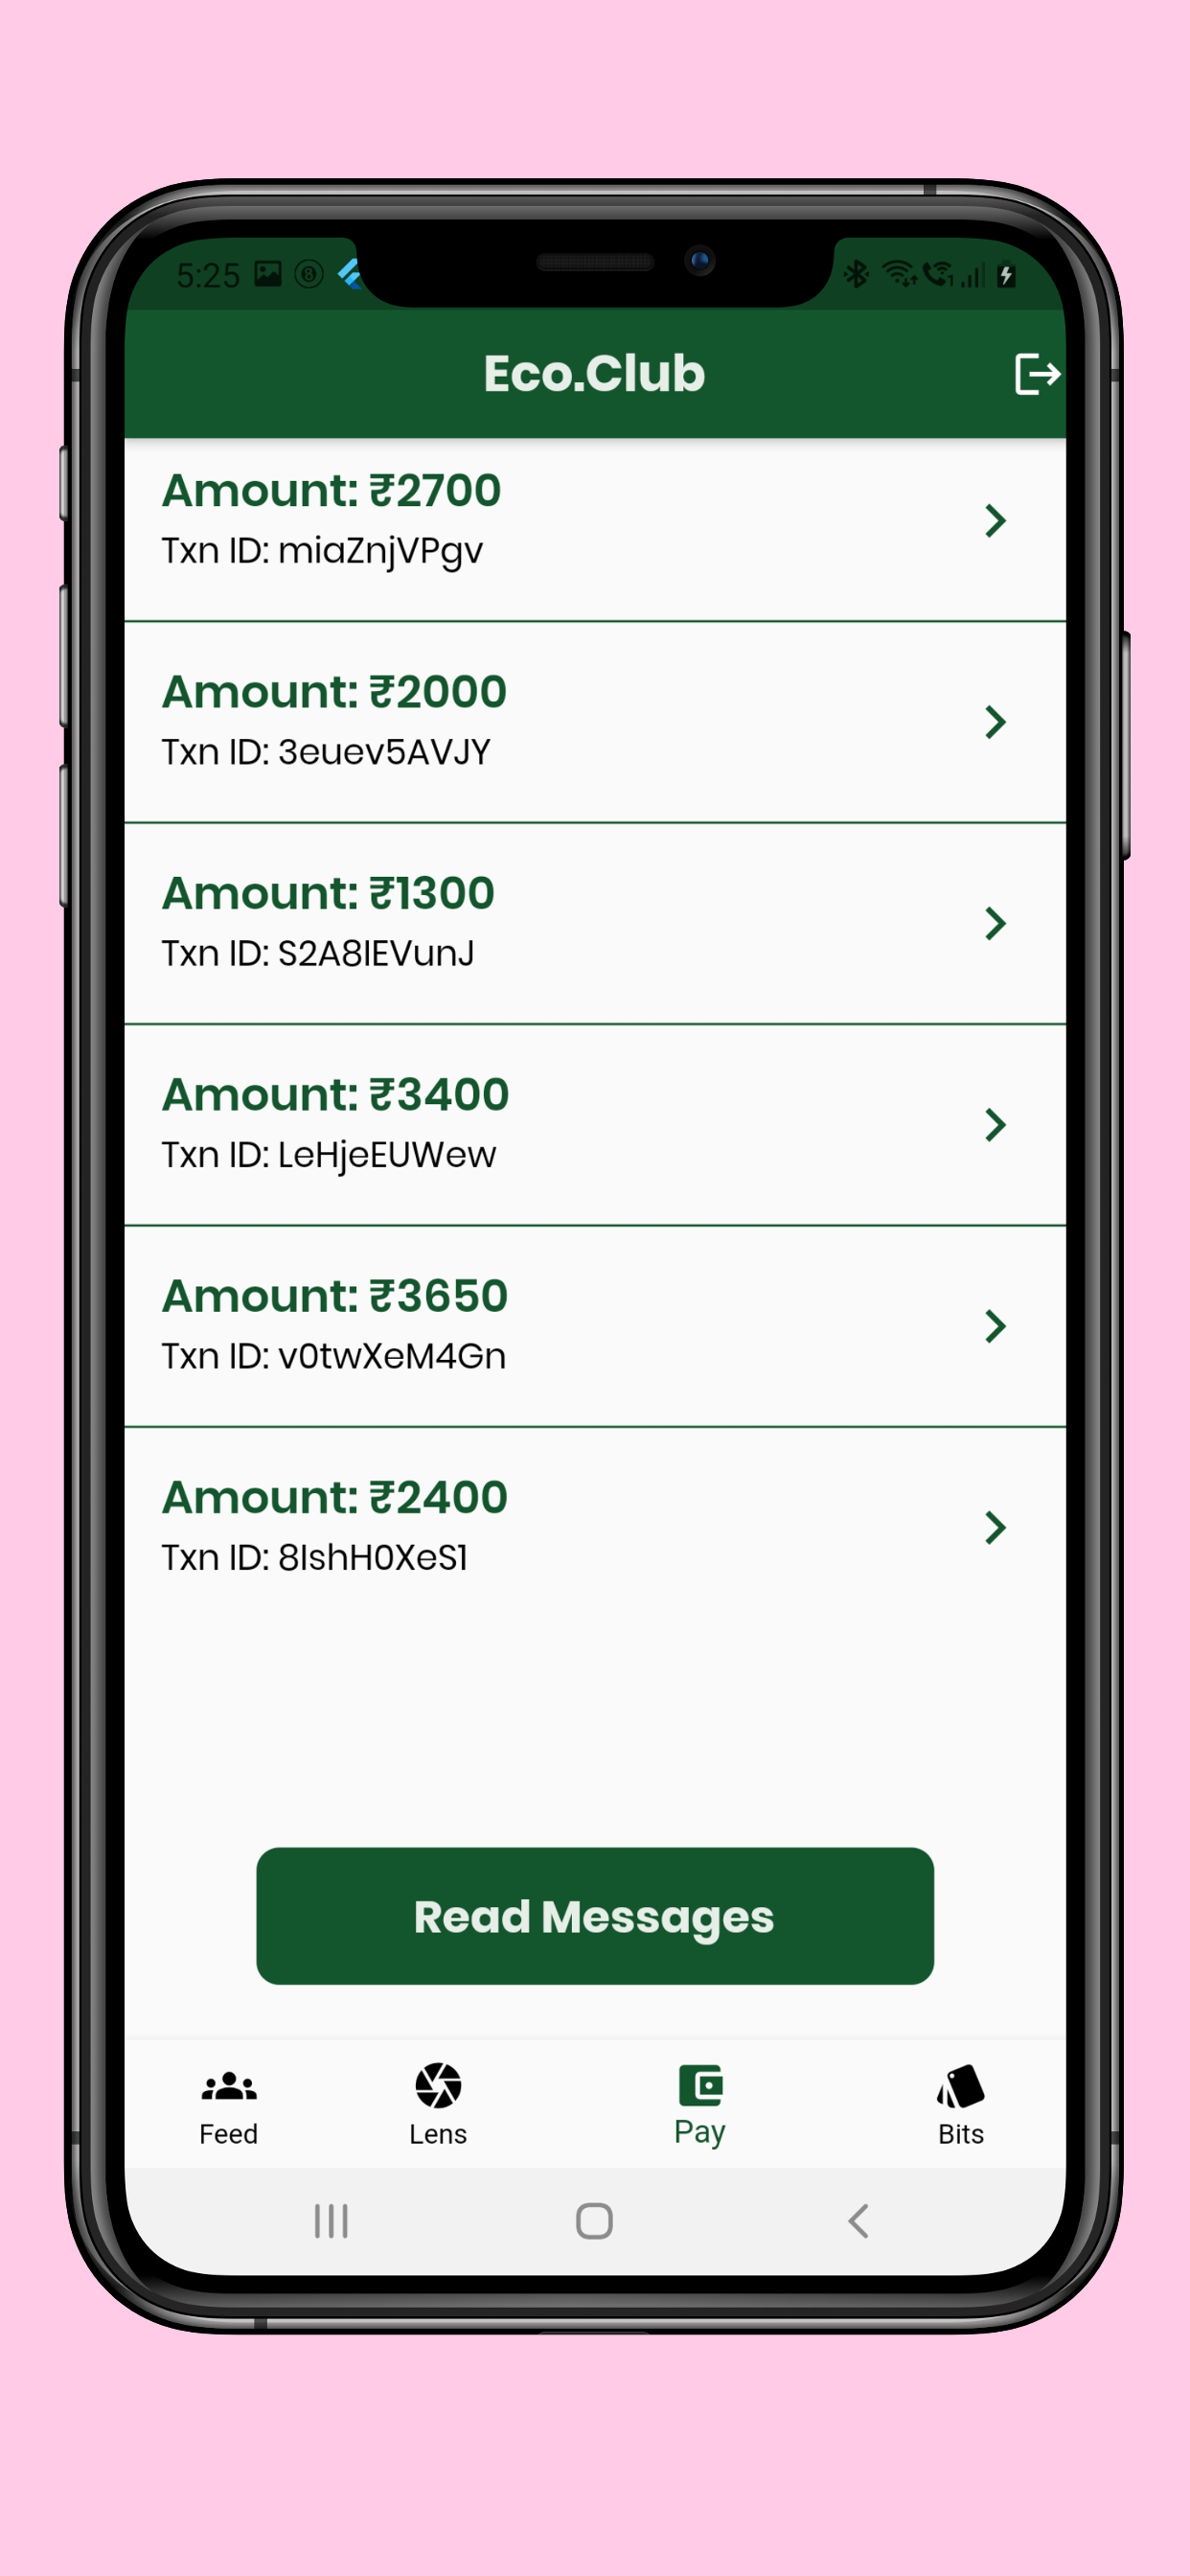 5:25
Eco.Club
Amount: ₹2700
Txn ID: miaZnjVPgv
Amount: ₹2000
Txn ID: 3euev5AVJY
Amount: ₹1300
Txn ID: S2A8IEVunJ
Amount: ₹3400
Txn ID: LeHjeEUWew
Amount: ₹3650
Txn ID: v0twXeM4Gn
Amount: ₹2400
Txn ID: 8IshH0XeS1
Read Messages
Feed
Lens
Pay
Bits